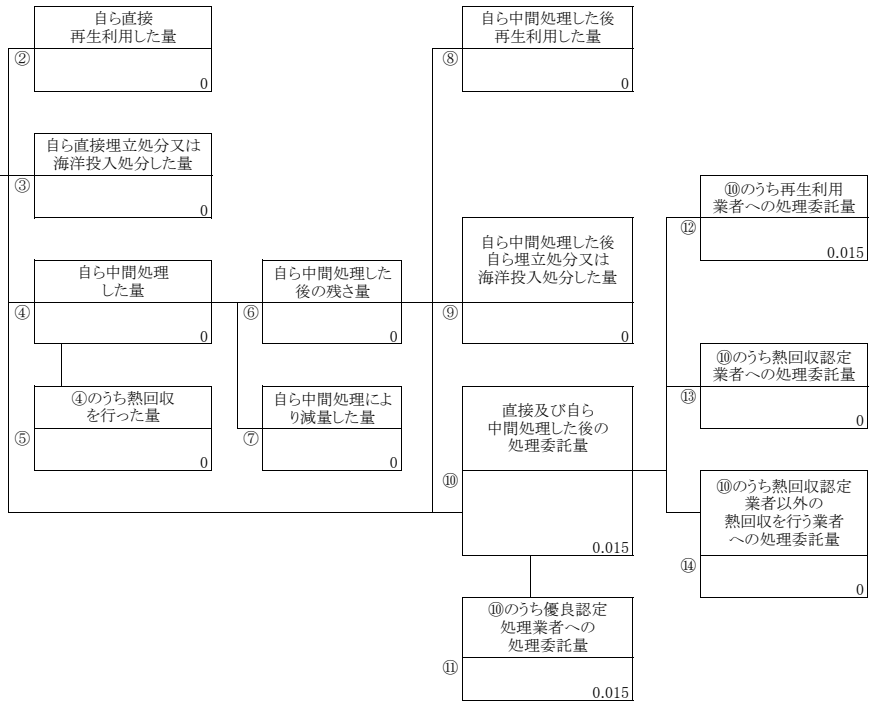 自ら直接
再生利用した量
②
0
自ら直接埋立処分又は
海洋投入処分した量
③
0
自ら中間処理
した量
④
0
④のうち熱回収
を行った量
⑤
0
自ら中間処理した
後の残さ量
⑥
0
自ら中間処理によ
り減量した量
⑦
0
自ら中間処理した後
再生利用した量
⑧
0
自ら中間処理した後
自ら埋立処分又は
海洋投入処分した量
⑨
0
直接及び自ら
中間処理した後の
処理委託量
⑩
0.015
⑩のうち優良認定
処理業者への
処理委託量
⑪
0.015
⑩のうち再生利用
業者への処理委託量
⑫
0.015
⑩のうち熱回収認定
業者への処理委託量
⑬
0
⑩のうち熱回収認定
業者以外の
熱回収を行う業者
への処理委託量
⑭
0